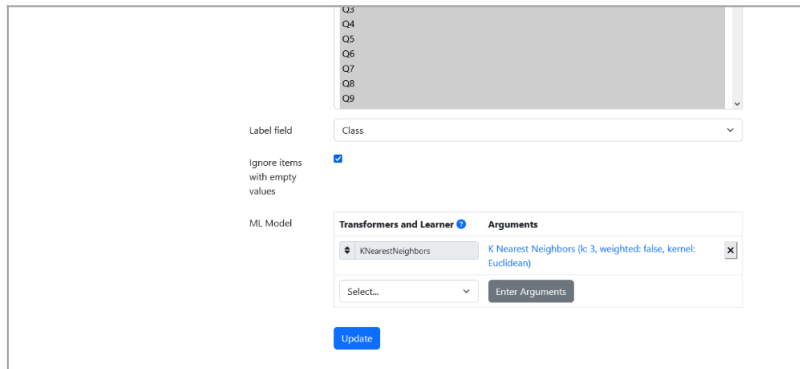 Q3
Q4
Q5
Q6
Q7
Q8
Q9
Label field
Class
Ignore items
with empty
values
ML Model
Transformers and Learner ?
Arguments
KNearestNeighbors
K Nearest Neighbors (k: 3, weighted: false, kernel:
Euclidean)
Select...
Enter Arguments
Update